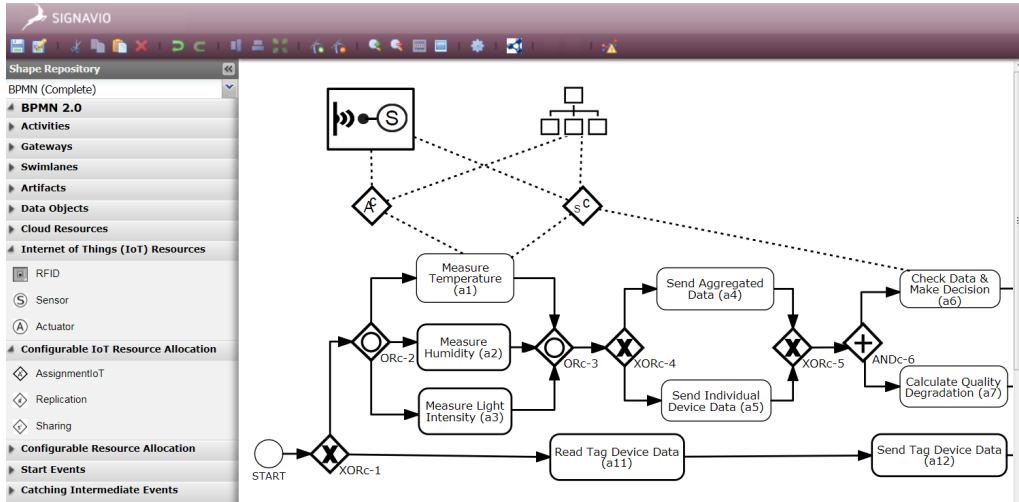 SIGNAVIO
Shape Repository
BPMN (Complete)
BPMN 2.0
Activities
Gateways
Swimlanes
Artifacts
Data Objects
Cloud Resources
Internet of Things (IoT) Resources
RFID
S Sensor
A Actuator
Configurable IoT Resource Allocation
AssignmentIoT
Replication
Sharing
Configurable Resource Allocation
Start Events
Catching Intermediate Events
S
AC
SC
Measure
Temperature
(a1)
Measure
Humidity (a2)
Measure Light
Intensity (a3)
ORc-2
ORc-3
Send Aggregated
Data (a4)
Send Individual
Device Data (a5)
X
XORc-4
X
XORc-5
Check Data &
Make Decision
(a6)
ANDc-6
Calculate Quality
Degradation (a7)
START
X
XORc-1
Read Tag Device Data
(a11)
Send Tag Device Data
(a12)